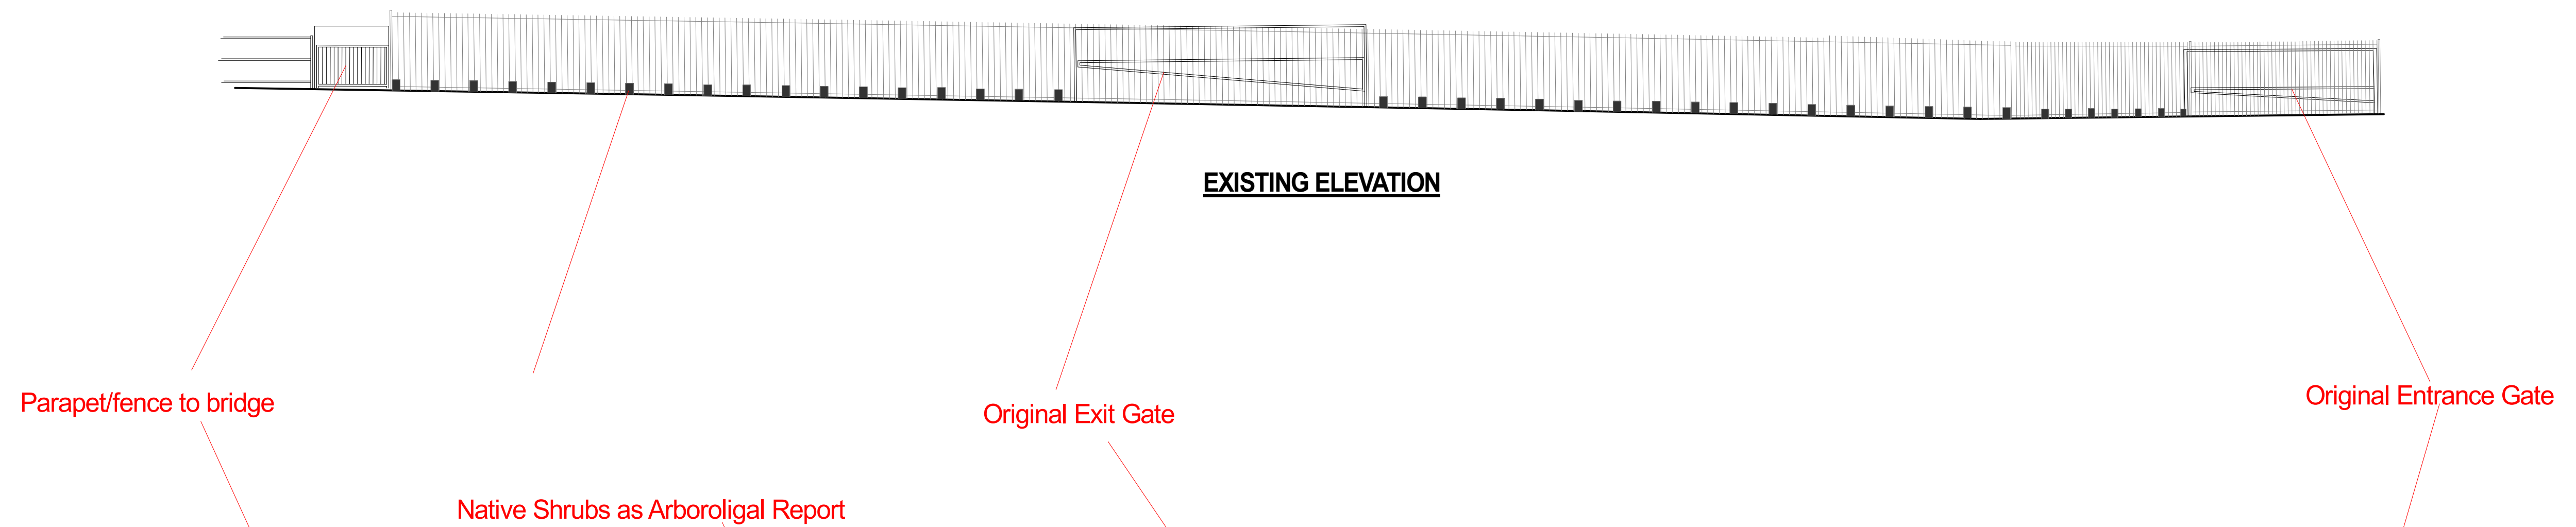 EXISTING ELEVATION
Parapet/fence to bridge
Original Exit Gate
Original Entrance Gate
Native Shrubs as Arboroligal Report